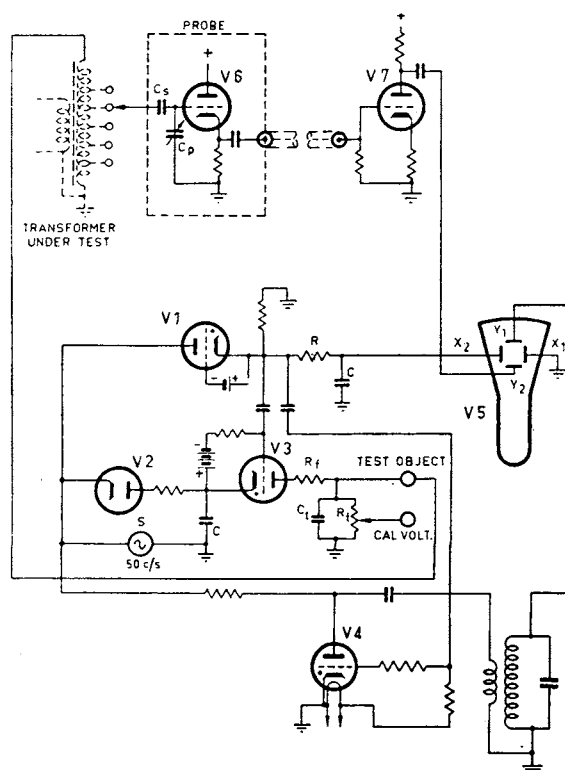 PROBE
+
V6
Cs
Cp
+
V7
TRANSFORMER
UNDER TEST
V1
- +
R
C
X2
Y1
X1
Y2
V5
V2
-
+
V3
Rf
TEST OBJECT
S
50 c/s
C
Ct
Rt
CAL VOLT.
V4